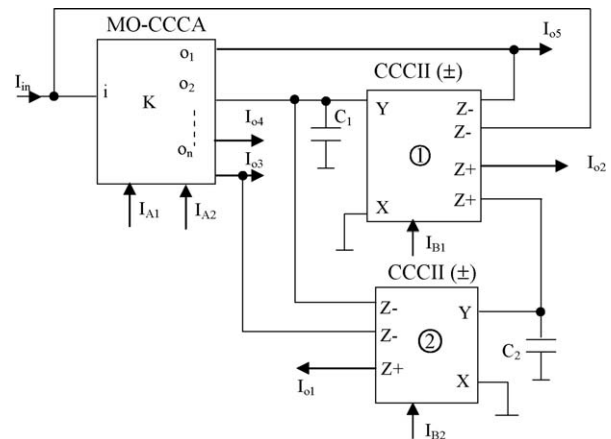 MO-CCCA
I_in
i
K
o_1
o_2
o_n
I_o5
I_o4
I_o3
I_A1
I_A2
C_1
CCCII (±)
Y
X
①
Z-
Z-
Z+
Z+
I_o2
I_B1
CCCII (±)
Z-
Z-
Z+
②
Y
X
C_2
I_o1
I_B2